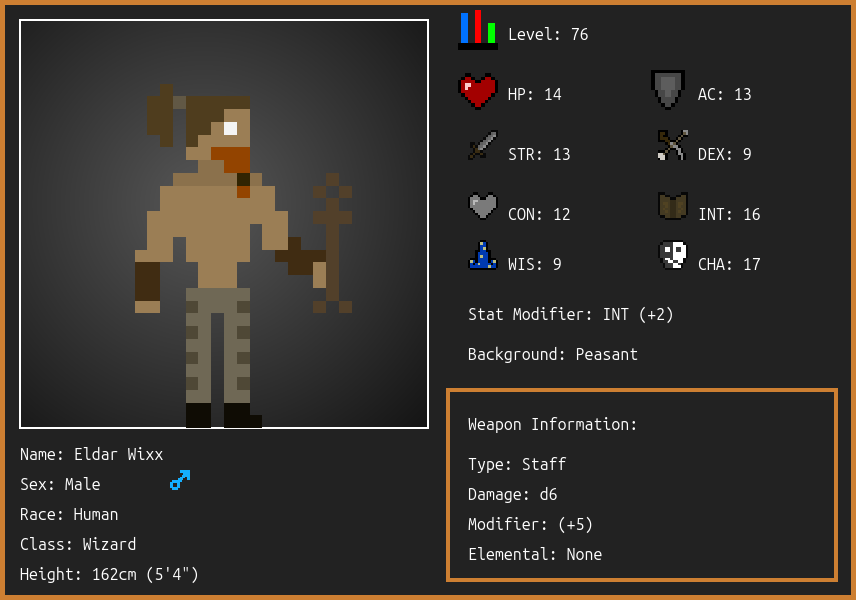 Level: 76
HP: 14
AC: 13
STR: 13
DEX: 9
CON: 12
INT: 16
WIS: 9
CHA: 17
Stat Modifier: INT (+2)
Background: Peasant
Weapon Information:
Type: Staff
Damage: d6
Modifier: (+5)
Elemental: None
Name: Eldar Wixx
Sex: Male
Race: Human
Class: Wizard
Height: 162cm (5'4")